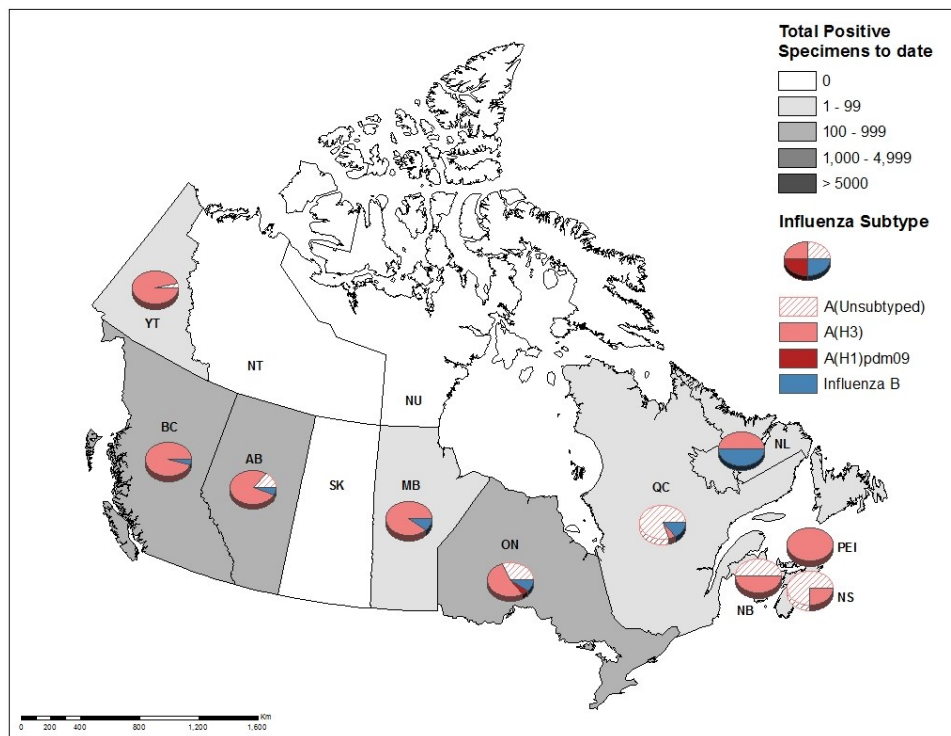 Total Positive
Specimens to date
0
1 - 99
100 - 999
1,000 - 4,999
> 5000
Influenza Subtype
A(Unsubtyped)
A(H3)
A(H1)pdm09
Influenza B
YT
NT
NU
BC
AB
SK
MB
ON
QC
NL
PEI
NB
NS
Km
0 200 400 800 1,200 1,600